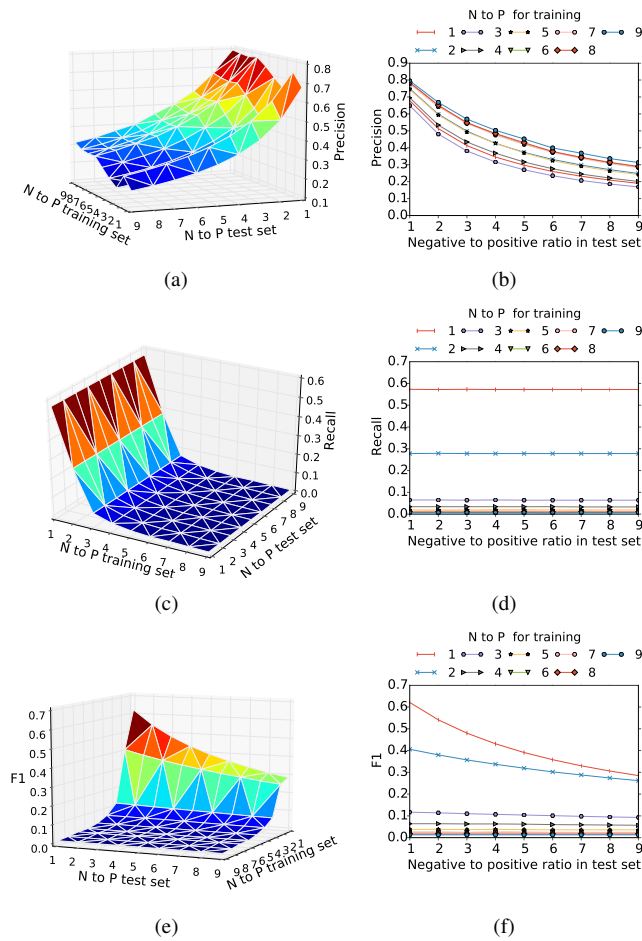 0.8
0.7
0.6
0.5
0.4
0.3
0.2
0.1
Precision
987654321
N to P training set
9 8 7 6 5 4 3 2 1
N to P test set
(a)
N to P for training
1 3 5 7 9
2 4 6 8
0.9
0.8
0.7
0.6
0.5
0.4
0.3
0.2
0.1
0.0
Precision
1 2 3 4 5 6 7 8 9
Negative to positive ratio in test set
(b)
0.6
0.5
0.4
0.3
0.2
0.1
0.0
Recall
1 2 3 4 5 6 7 8 9
N to P training set
1 2 3 4 5 6 7 8 9
N to P test set
(c)
N to P for training
1 3 5 7 9
2 4 6 8
0.7
0.6
0.5
0.4
0.3
0.2
0.1
0.0
Recall
1 2 3 4 5 6 7 8 9
Negative to positive ratio in test set
(d)
0.7
0.6
0.5
0.4
0.3
0.2
0.1
0.0
F1
1 2 3 4 5 6 7 8 9
N to P test set
987654321
N to P training set
(e)
N to P for training
1 3 5 7 9
2 4 6 8
0.7
0.6
0.5
0.4
0.3
0.2
0.1
0.0
F1
1 2 3 4 5 6 7 8 9
Negative to positive ratio in test set
(f)